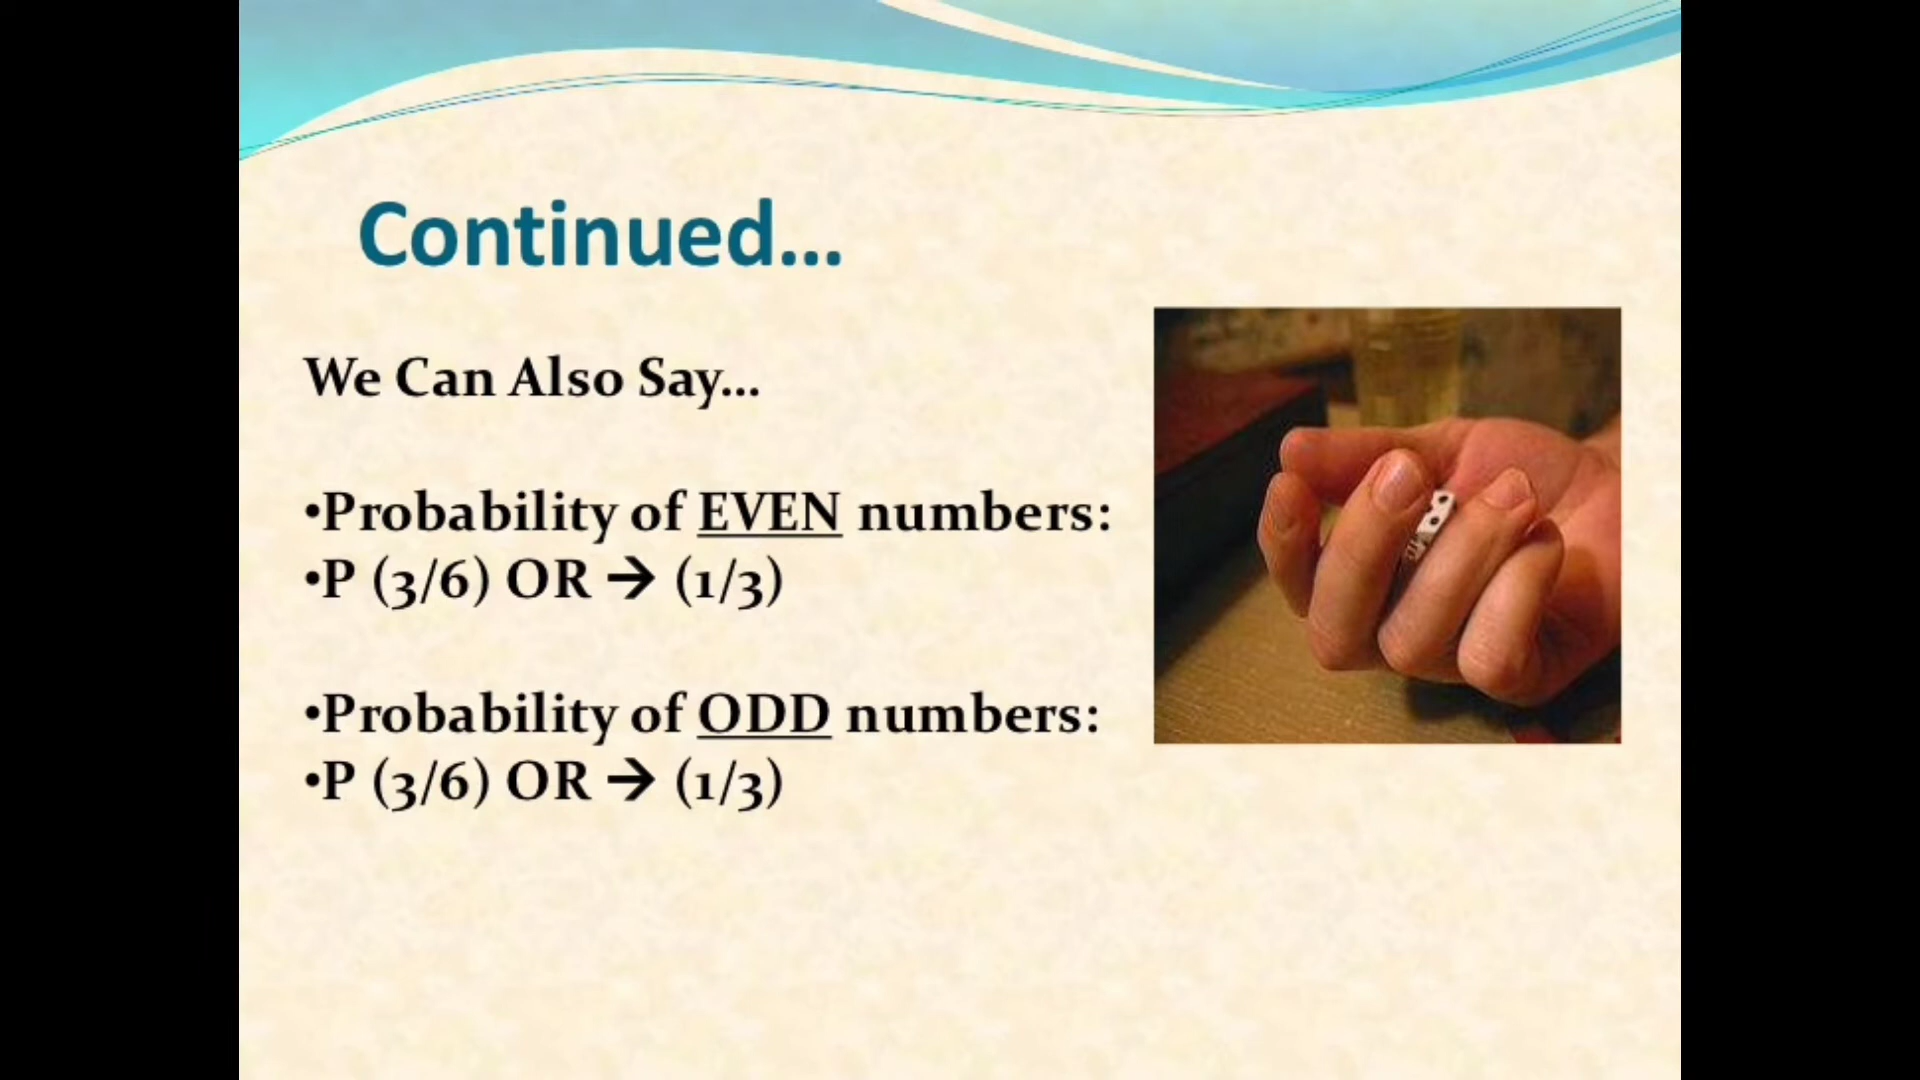 Continued...
We Can Also Say...
•Probability of EVEN numbers:
•P (3/6) OR → (1/3)
•Probability of ODD numbers:
•P (3/6) OR → (1/3)